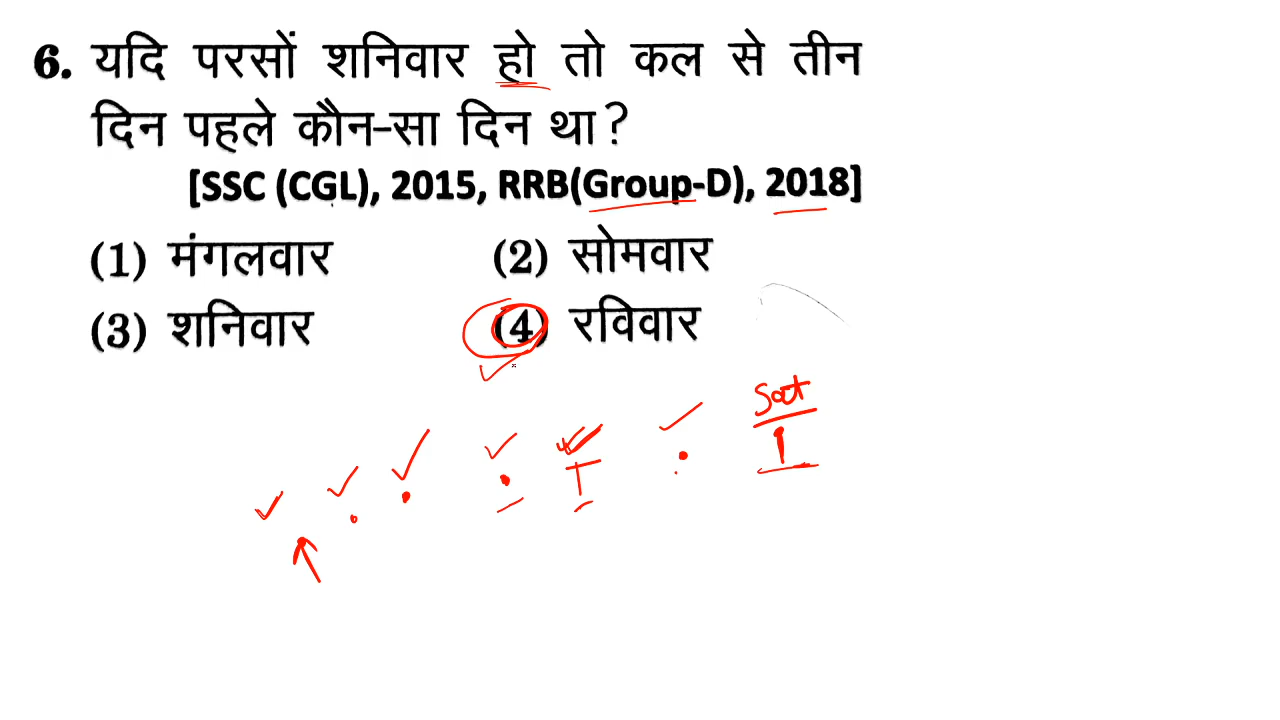 6. यदि परसों शनिवार हो तो कल से तीन
दिन पहले कौन-सा दिन था?
[SSC (CGL), 2015, RRB(Group-D), 2018]
(1) मंगलवार (2) सोमवार
(3) शनिवार (4) रविवार
Sat
T